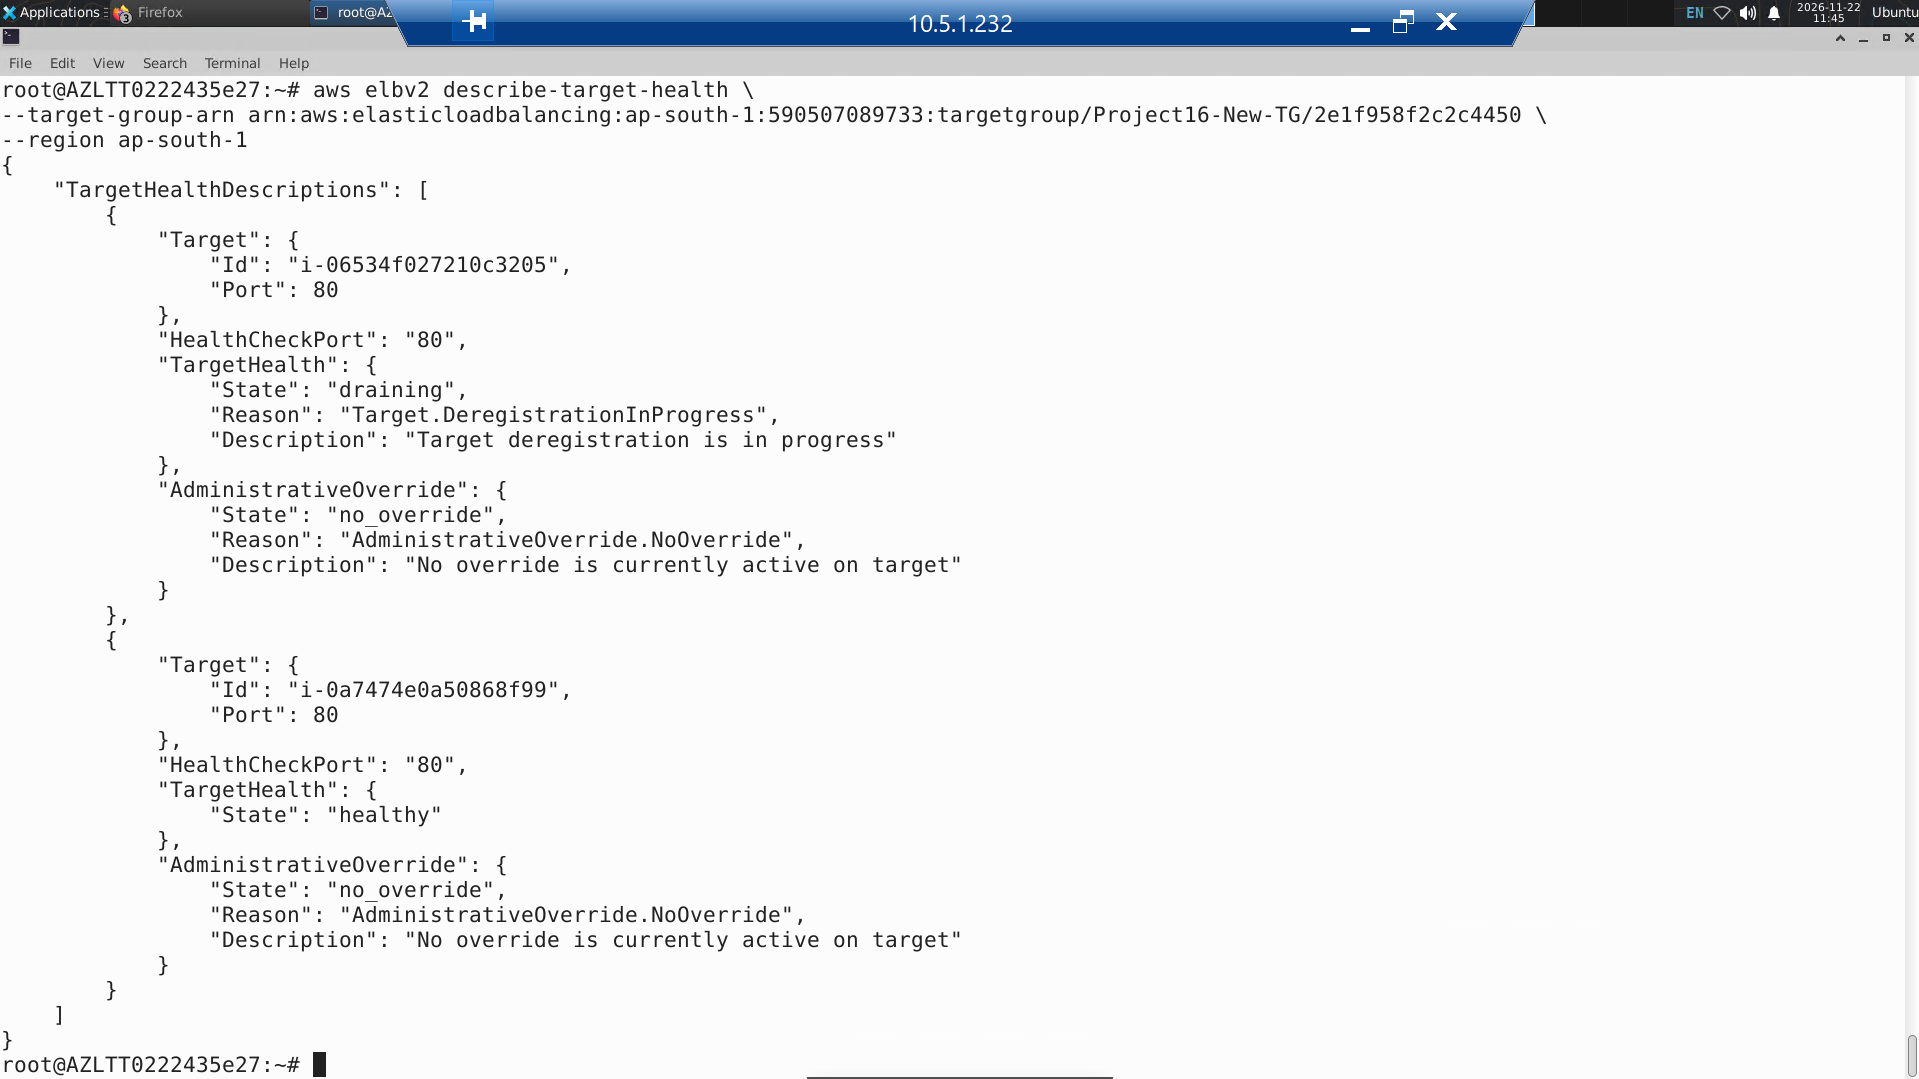 Applications
Firefox
3
root@AZ
10.5.1.232
EN
2026-11-22
11:45
Ubuntu
File Edit View Search Terminal Help
root@AZLTT0222435e27:~# aws elbv2 describe-target-health \
--target-group-arn arn:aws:elasticloadbalancing:ap-south-1:590507089733:targetgroup/Project16-New-TG/2e1f958f2c2c4450 \
--region ap-south-1
{
    "TargetHealthDescriptions": [
        {
            "Target": {
                "Id": "i-06534f027210c3205",
                "Port": 80
            },
            "HealthCheckPort": "80",
            "TargetHealth": {
                "State": "draining",
                "Reason": "Target.DeregistrationInProgress",
                "Description": "Target deregistration is in progress"
            },
            "AdministrativeOverride": {
                "State": "no_override",
                "Reason": "AdministrativeOverride.NoOverride",
                "Description": "No override is currently active on target"
            }
        },
        {
            "Target": {
                "Id": "i-0a7474e0a50868f99",
                "Port": 80
            },
            "HealthCheckPort": "80",
            "TargetHealth": {
                "State": "healthy"
            },
            "AdministrativeOverride": {
                "State": "no_override",
                "Reason": "AdministrativeOverride.NoOverride",
                "Description": "No override is currently active on target"
            }
        }
    ]
}
root@AZLTT0222435e27:~#